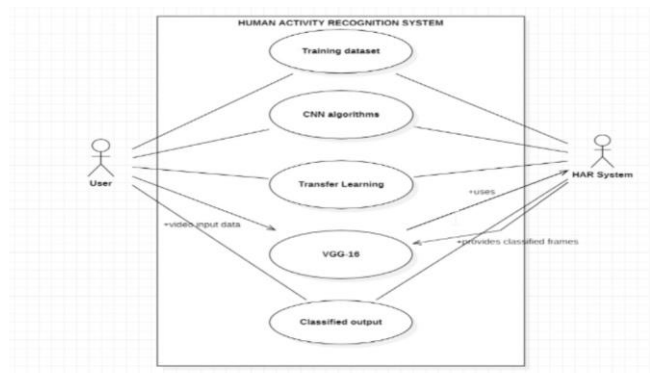 HUMAN ACTIVITY RECOGNITION SYSTEM
Training dataset
CNN algorithms
Transfer Learning
User
HAR System
+uses
+video input data
+provides classified frames
VGG-16
Classified output